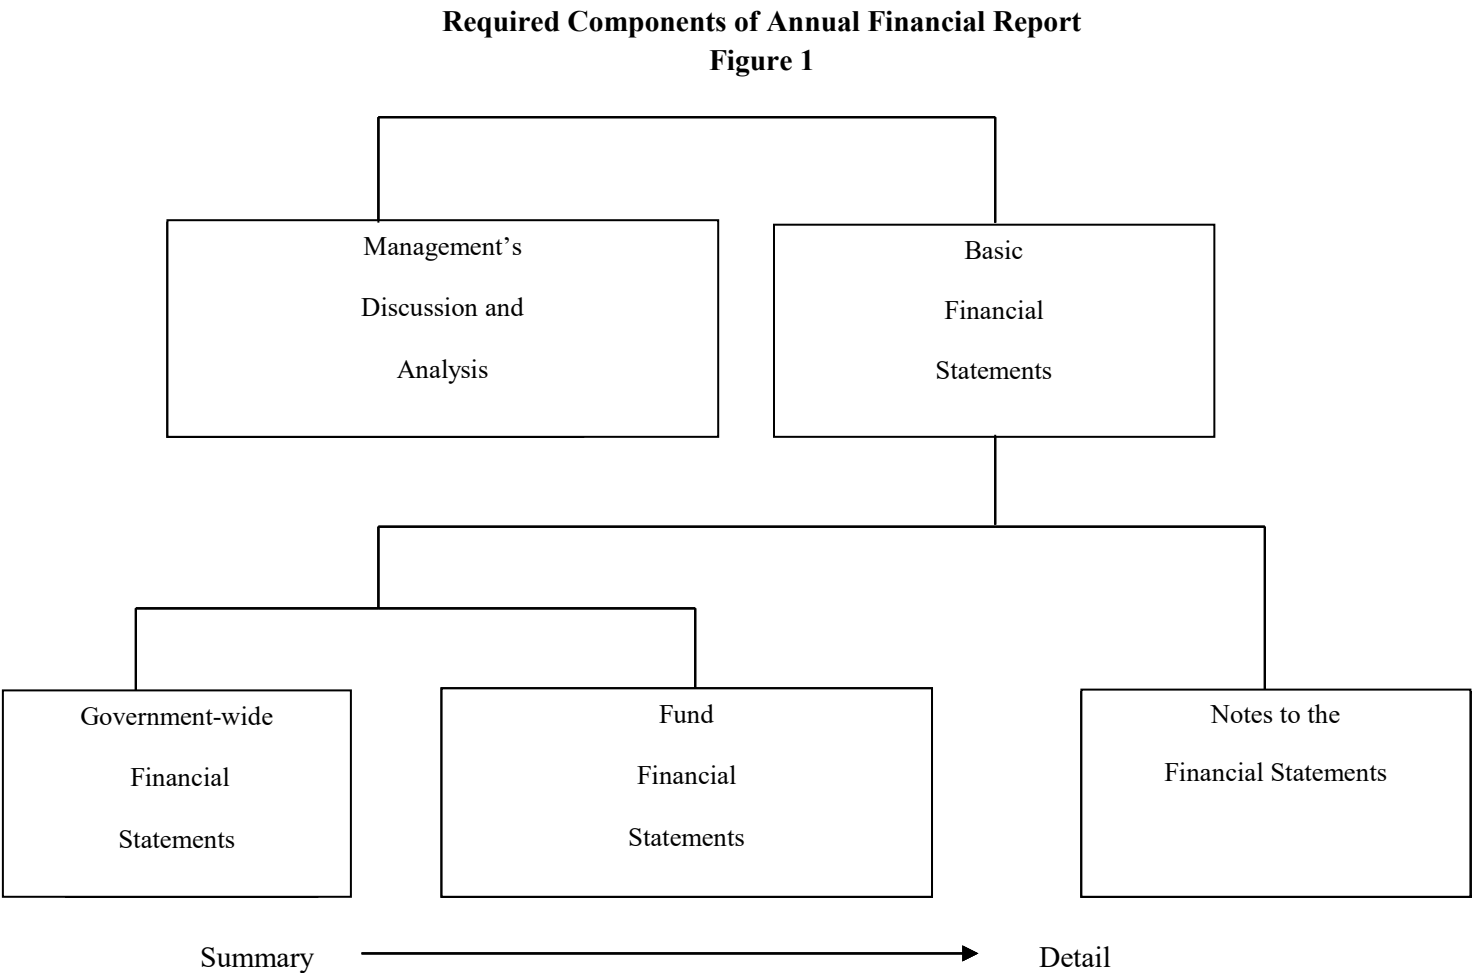 Required Components of Annual Financial Report
Figure 1
Management’s
Discussion and
Analysis
Basic
Financial
Statements
Government-wide
Financial
Statements
Fund
Financial
Statements
Notes to the
Financial Statements
Summary
Detail